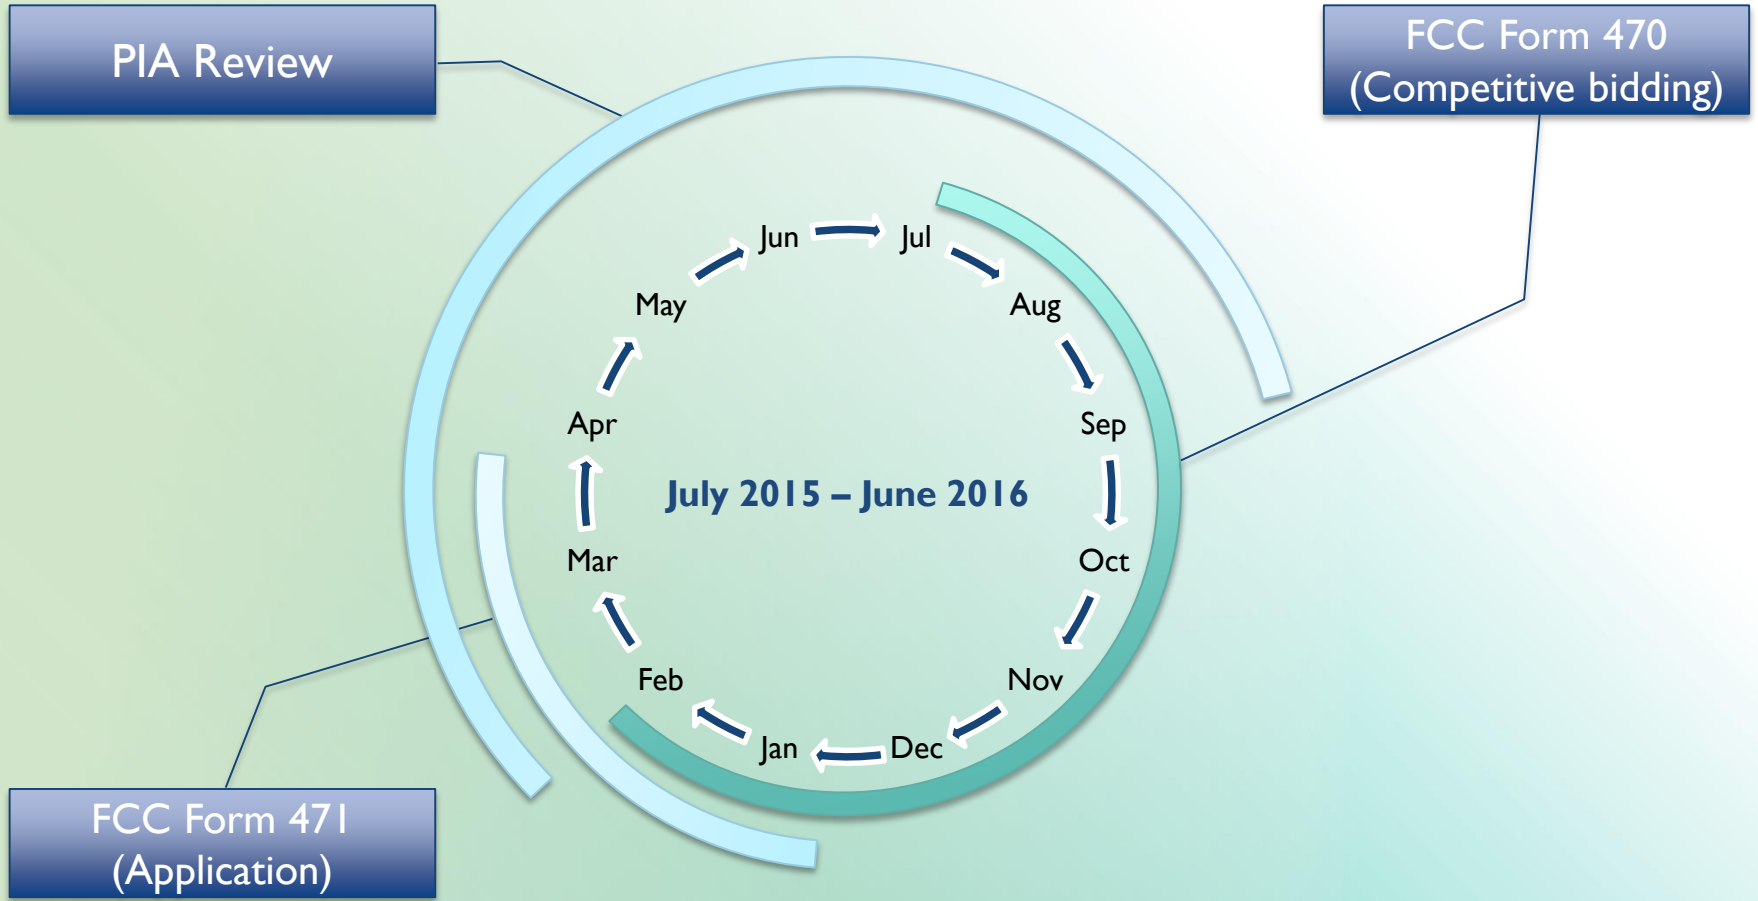 PIA Review
FCC Form 470
(Competitive bidding)
Jun
Jul
May
Aug
Apr
Sep
July 2015 – June 2016
Mar
Oct
Feb
Nov
Jan
Dec
FCC Form 471
(Application)